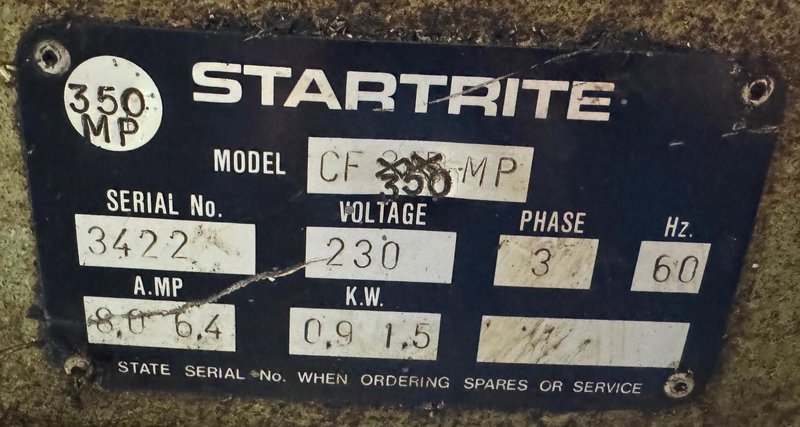 350
MP
STARTRITE
MODEL CF 350 MP
SERIAL No. VOLTAGE PHASE Hz.
3422 230 3 60
A.MP K.W.
8.0 6.4 0.9 1.5
STATE SERIAL No. WHEN ORDERING SPARES OR SERVICE